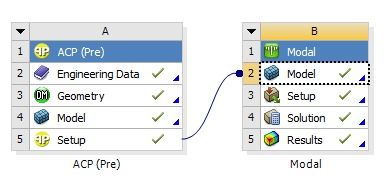 A
1 ACP (Pre)
2 Engineering Data
3 Geometry
4 Model
5 Setup
ACP (Pre)
B
1 Modal
2 Model
3 Setup
4 Solution
5 Results
Modal